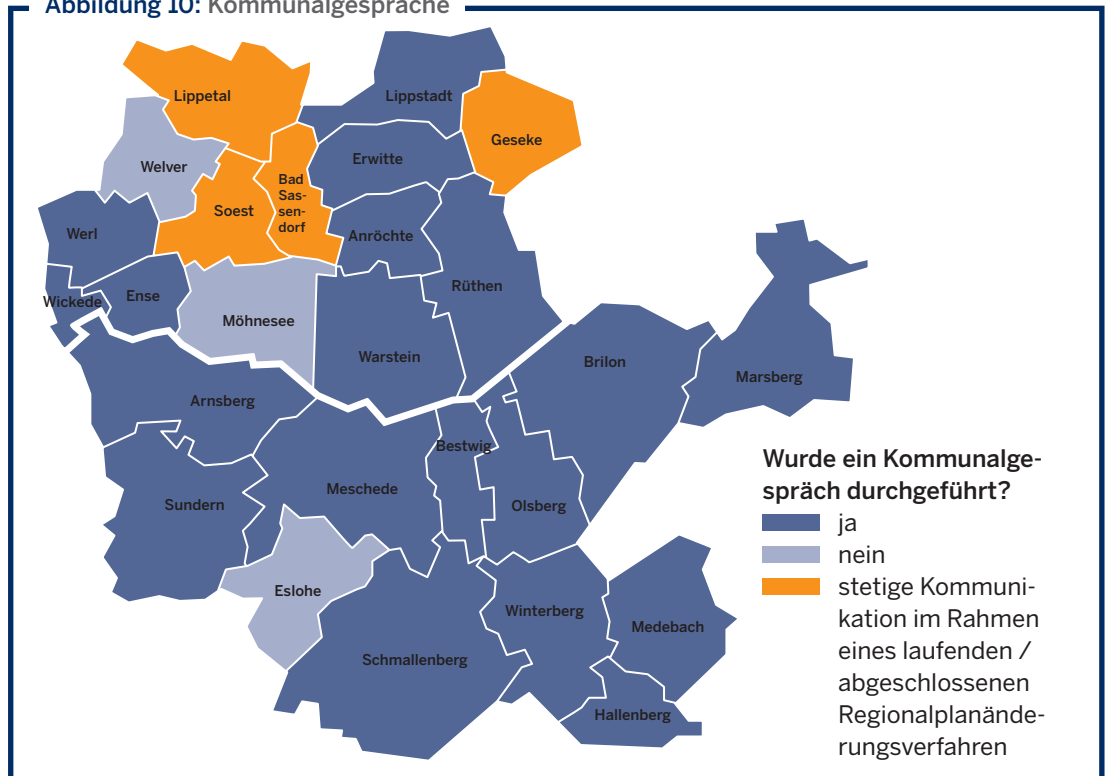 Abbildung 10: Kommunalgespräche
Lippetal
Lippstadt
Geseke
Welver
Erwitte
Bad
Sas-
sen-
dorf
Soest
Werl
Anröchte
Wickede
Ense
Rüthen
Möhnesee
Warstein
Brilon
Marsberg
Arnsberg
Bestwig
Meschede
Sundern
Olsberg
Eslohe
Winterberg
Medebach
Schmallenberg
Hallenberg
Wurde ein Kommunalge-
spräch durchgeführt?
ja
nein
stetige Kommuni-
kation im Rahmen
eines laufenden /
abgeschlossenen
Regionalplanände-
rungsverfahren